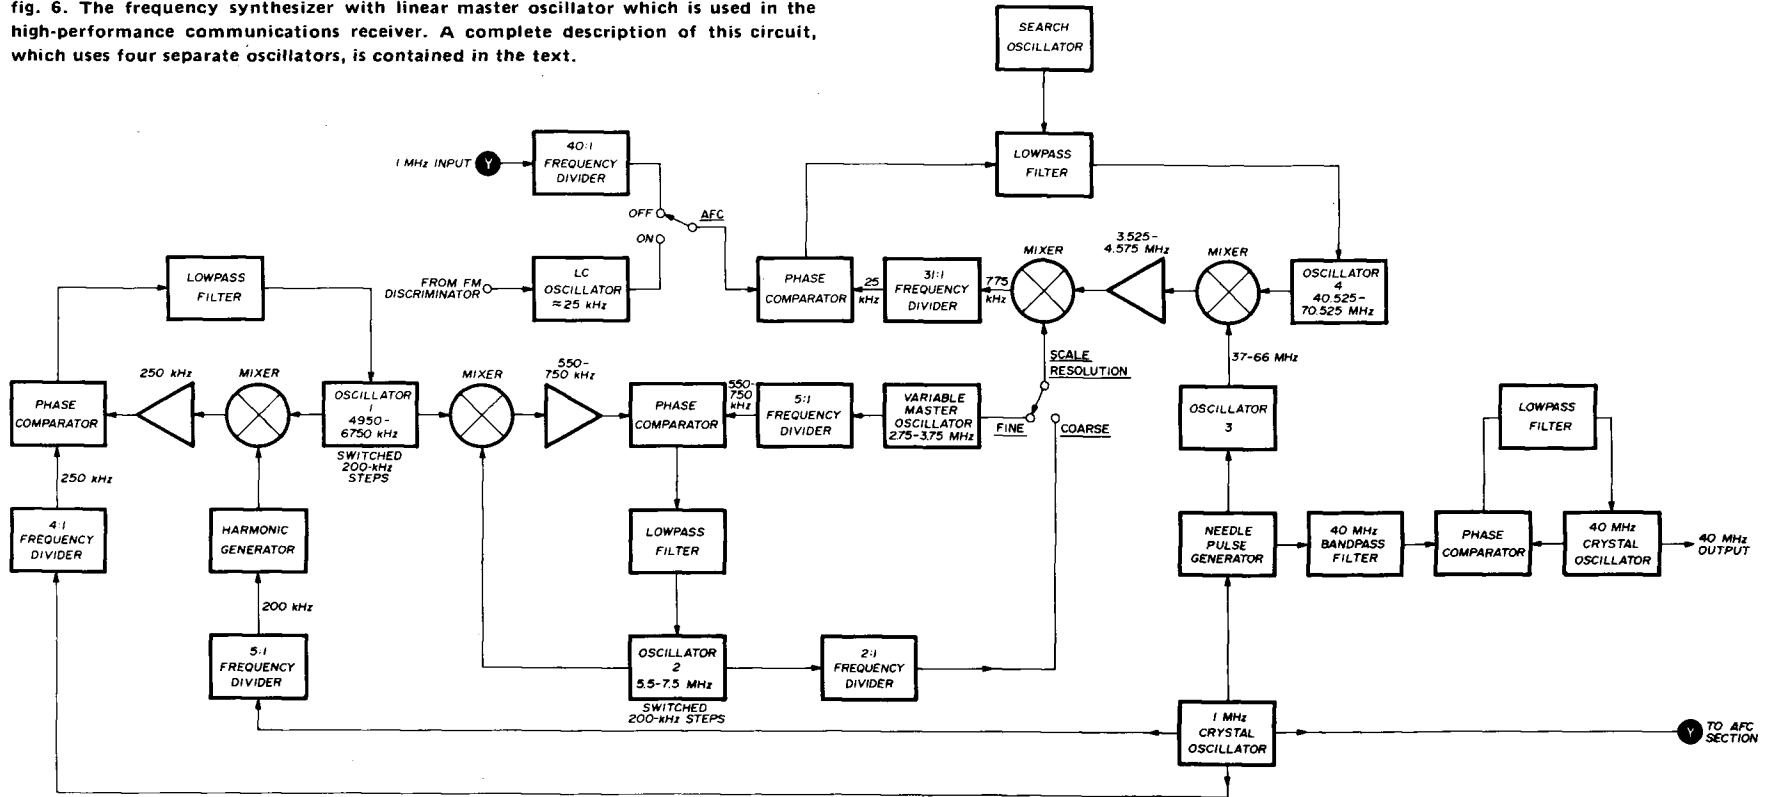 fig. 6. The frequency synthesizer with linear master oscillator which is used in the
high-performance communications receiver. A complete description of this circuit,
which uses four separate oscillators, is contained in the text.
SEARCH
OSCILLATOR
1 MHz INPUT
Y
40:1
FREQUENCY
DIVIDER
LOWPASS
FILTER
OFF
AFC
ON
FROM FM
DISCRIMINATOR
LC
OSCILLATOR
≈25 kHz
PHASE
COMPARATOR
25
kHz
31:1
FREQUENCY
DIVIDER
775
kHz
MIXER
3.525-
4.575 MHz
MIXER
OSCILLATOR
4
40.525-
70.525 MHz
LOWPASS
FILTER
37-66 MHz
SCALE
RESOLUTION
PHASE
COMPARATOR
250 kHz
MIXER
OSCILLATOR
1
4950-
6750 kHz
SWITCHED
200-kHz
STEPS
MIXER
550-
750 kHz
PHASE
COMPARATOR
550-
750
kHz
5:1
FREQUENCY
DIVIDER
VARIABLE
MASTER
OSCILLATOR
2.75-3.75 MHz
FINE
COARSE
OSCILLATOR
3
LOWPASS
FILTER
250 kHz
4:1
FREQUENCY
DIVIDER
HARMONIC
GENERATOR
LOWPASS
FILTER
NEEDLE
PULSE
GENERATOR
40 MHz
BANDPASS
FILTER
PHASE
COMPARATOR
40 MHz
CRYSTAL
OSCILLATOR
40 MHz
OUTPUT
200 kHz
5:1
FREQUENCY
DIVIDER
OSCILLATOR
2
5.5-7.5 MHz
SWITCHED
200-kHz STEPS
2:1
FREQUENCY
DIVIDER
1 MHz
CRYSTAL
OSCILLATOR
Y
TO AFC
SECTION